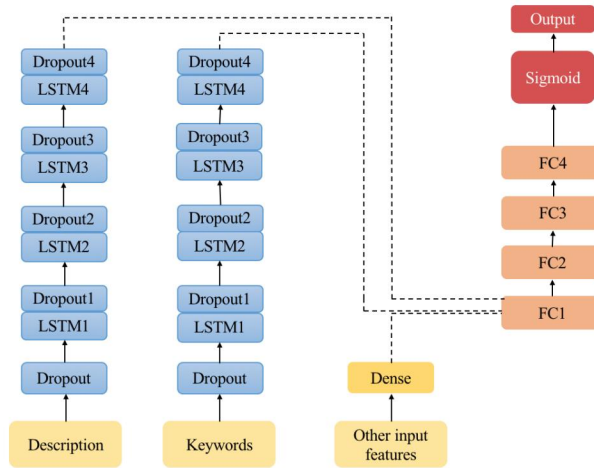 Dropout4
LSTM4
Dropout3
LSTM3
Dropout2
LSTM2
Dropout1
LSTM1
Dropout
Description
Dropout4
LSTM4
Dropout3
LSTM3
Dropout2
LSTM2
Dropout1
LSTM1
Dropout
Keywords
Dense
Other input
features
Output
Sigmoid
FC4
FC3
FC2
FC1